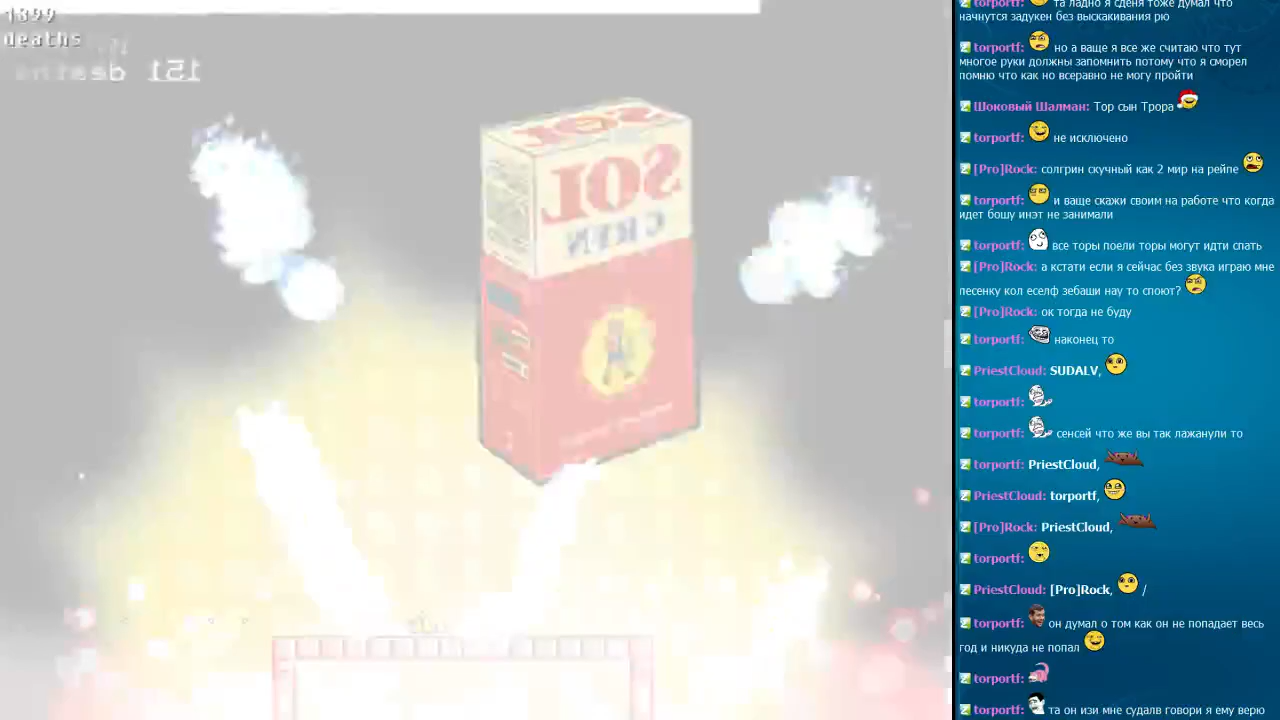 1899
deaths
151 deaths
SOL
SOL
GRIN
torportf: та ладно я сденя тоже думал что
начнутся задукен без выскакивания рю
torportf: но а ваще я все же считаю что тут
многое руки должны запомнить потому что я сморел
помню что как но всеравно не могу пройти
Шоковый Шалман: Тор сын Трора
torportf: не исключено
[Pro]Rock: солгрин скучный как 2 мир на рейпе
torportf: и ваще скажи своим на работе что когда
идет бошу инэт не занимали
torportf: все торы поели торы могут идти спать
[Pro]Rock: а кстати если я сейчас без звука играю мне
песенку кол еселф зебаши нау то споют?
[Pro]Rock: ок тогда не буду
torportf: наконец то
PriestCloud: SUDALV,
torportf:
torportf: сенсей что же вы так лажанули то
torportf: PriestCloud,
PriestCloud: torportf,
[Pro]Rock: PriestCloud,
torportf:
PriestCloud: [Pro]Rock, /
torportf: он думал о том как он не попадает весь
год и никуда не попал
torportf:
torportf: та он изи мне судалв говори я ему верю